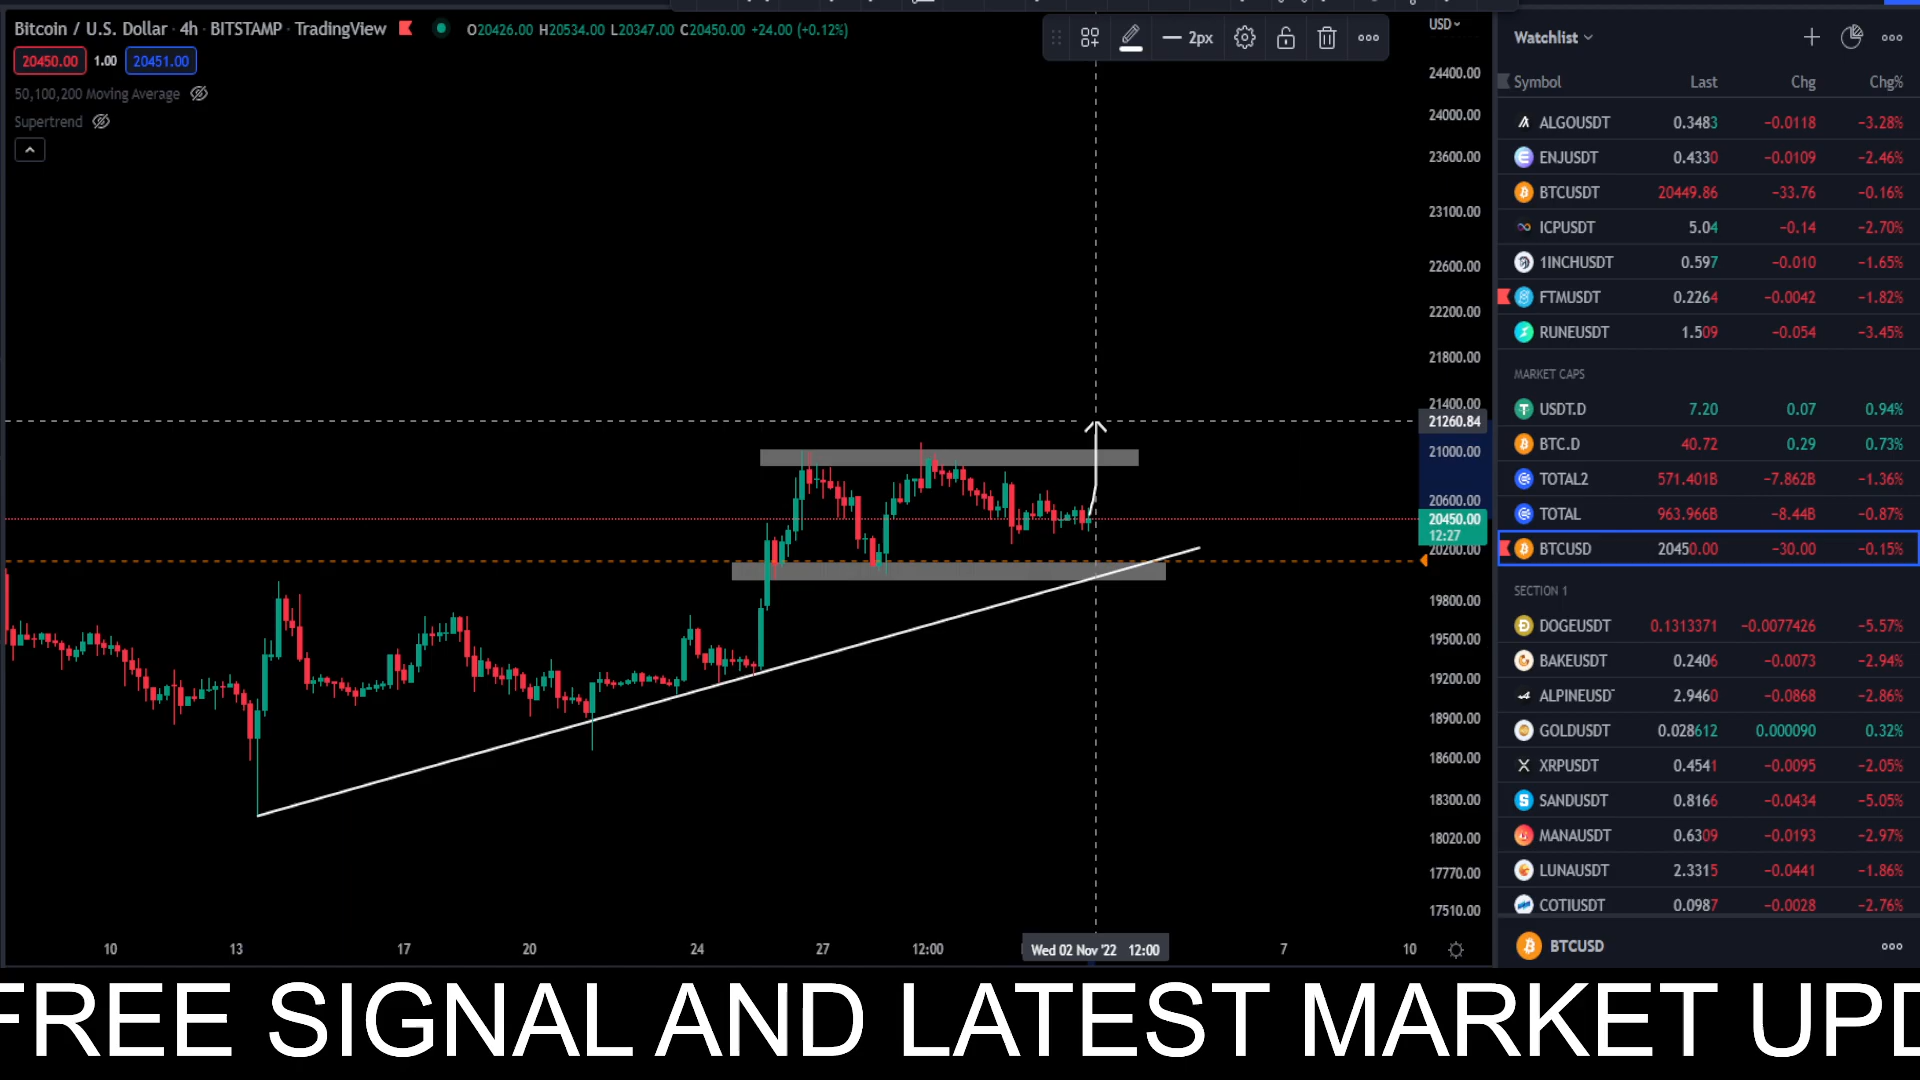 Bitcoin / U.S. Dollar · 4h · BITSTAMP · TradingView O20426.00 H20534.00 L20347.00 C20450.00 +24.00 (+0.12%)
20450.00 1.00 20451.00
50,100,200 Moving Average
Supertrend
2px
USD
24400.00
24000.00
23600.00
23100.00
22600.00
22200.00
21800.00
21400.00
21260.84
21000.00
20600.00
20450.00
12:27
20200.00
19800.00
19500.00
19200.00
18900.00
18600.00
18300.00
18020.00
17770.00
17510.00
10 13 17 20 24 27 12:00 Wed 02 Nov '22 12:00 7 10
Watchlist
Symbol Last Chg Chg%
ALGOUSDT 0.3483 −0.0118 −3.28%
ENJUSDT 0.4330 −0.0109 −2.46%
BTCUSDT 20449.86 −33.76 −0.16%
ICPUSDT 5.04 −0.14 −2.70%
1INCHUSDT 0.597 −0.010 −1.65%
FTMUSDT 0.2264 −0.0042 −1.82%
RUNEUSDT 1.509 −0.054 −3.45%
MARKET CAPS
USDT.D 7.20 0.07 0.94%
BTC.D 40.72 0.29 0.73%
TOTAL2 571.401B −7.862B −1.36%
TOTAL 963.966B −8.44B −0.87%
BTCUSD 20450.00 −30.00 −0.15%
SECTION 1
DOGEUSDT 0.1313371 −0.0077426 −5.57%
BAKEUSDT 0.2406 −0.0073 −2.94%
ALPINEUSDT 2.9460 −0.0868 −2.86%
GOLDUSDT 0.028612 0.000090 0.32%
XRPUSDT 0.4541 −0.0095 −2.05%
SANDUSDT 0.8166 −0.0434 −5.05%
MANAUSDT 0.6309 −0.0193 −2.97%
LUNAUSDT 2.3315 −0.0441 −1.86%
COTIUSDT 0.0987 −0.0028 −2.76%
BTCUSD
FREE SIGNAL AND LATEST MARKET UPD